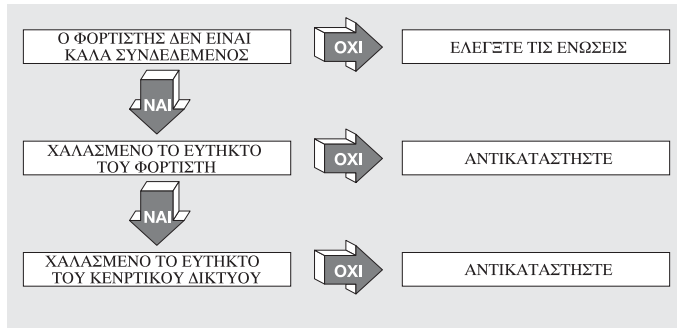 Ο ΦΟΡΤΙΣΤΗΣ ΔΕΝ ΕΙΝΑΙ
ΚΑΛΑ ΣΥΝΔΕΔΕΜΕΝΟΣ
ΟΧΙ
ΕΛΕΓΞΤΕ ΤΙΣ ΕΝΩΣΕΙΣ
ΝΑΙ
ΧΑΛΑΣΜΕΝΟ ΤΟ ΕΥΤΗΚΤΟ
ΤΟΥ ΦΟΡΤΙΣΤΗ
ΟΧΙ
ΑΝΤΙΚΑΤΑΣΤΗΣΤΕ
ΝΑΙ
ΧΑΛΑΣΜΕΝΟ ΤΟ ΕΥΤΗΚΤΟ
ΤΟΥ ΚΕΝΡΤΙΚΟΥ ΔΙΚΤΥΟΥ
ΟΧΙ
ΑΝΤΙΚΑΤΑΣΤΗΣΤΕ